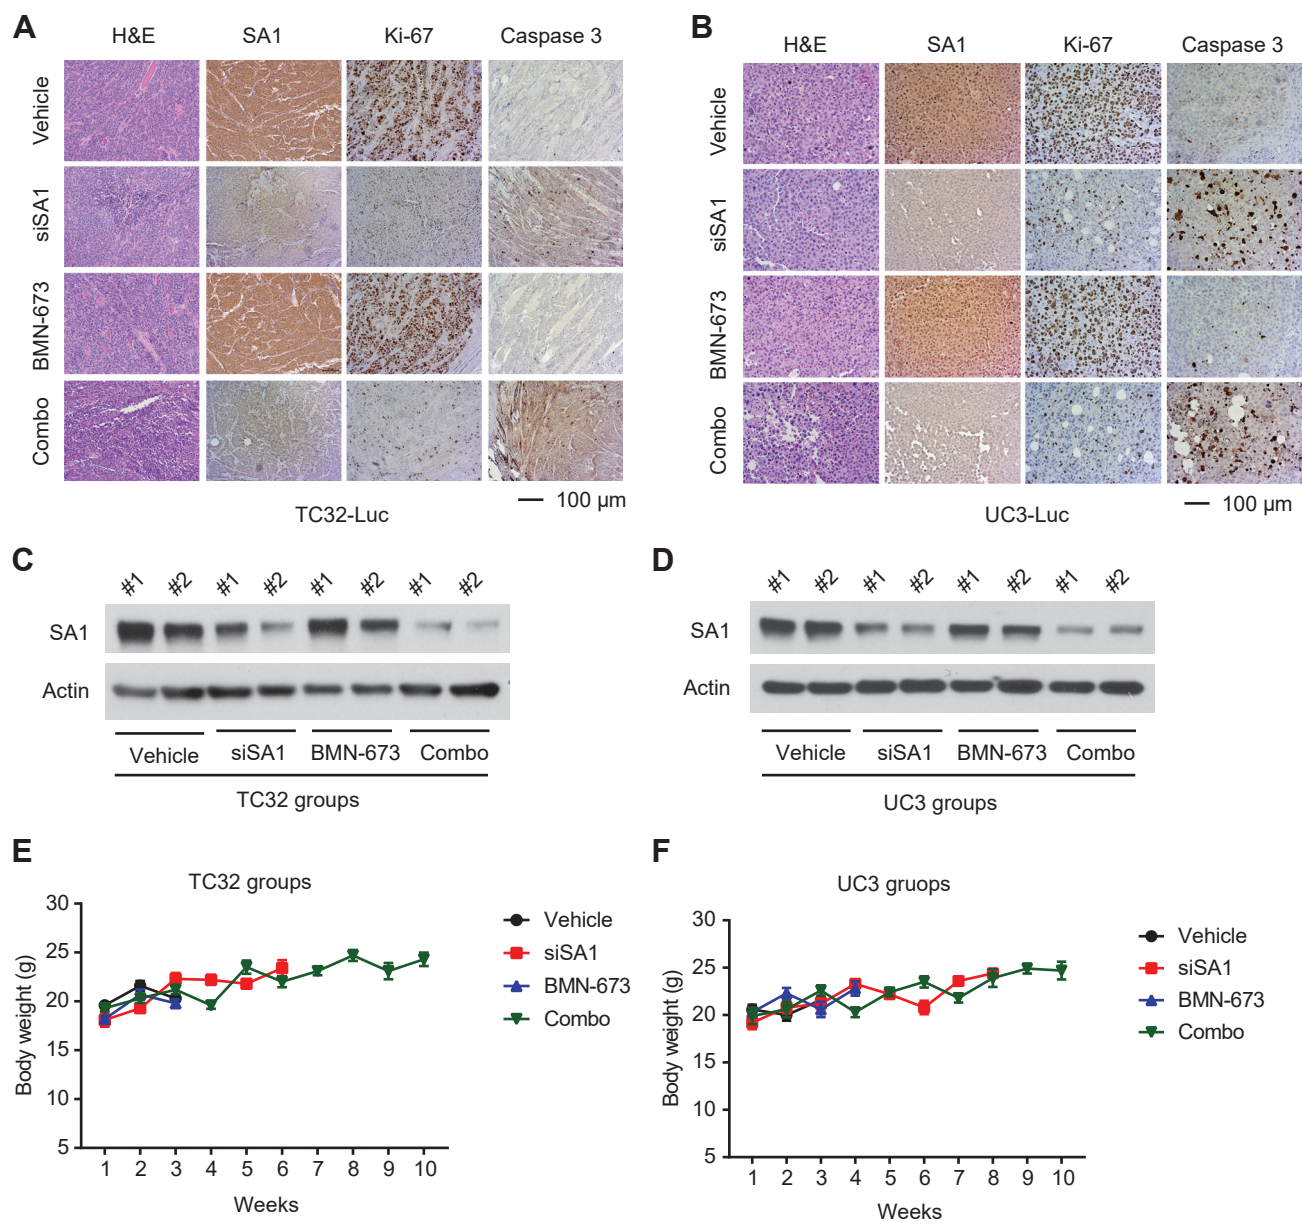 A
H&E SA1 Ki-67 Caspase 3
Vehicle
siSA1
BMN-673
Combo
100 µm
TC32-Luc
B
H&E SA1 Ki-67 Caspase 3
Vehicle
siSA1
BMN-673
Combo
100 µm
UC3-Luc
C
#1 #2 #1 #2 #1 #2 #1 #2
SA1
Actin
Vehicle siSA1 BMN-673 Combo
TC32 groups
D
#1 #2 #1 #2 #1 #2 #1 #2
SA1
Actin
Vehicle siSA1 BMN-673 Combo
UC3 groups
E
TC32 groups
Body weight (g)
30
25
20
15
10
5
1 2 3 4 5 6 7 8 9 10
Weeks
Vehicle
siSA1
BMN-673
Combo
F
UC3 gruops
Body weight (g)
30
25
20
15
10
5
1 2 3 4 5 6 7 8 9 10
Weeks
Vehicle
siSA1
BMN-673
Combo